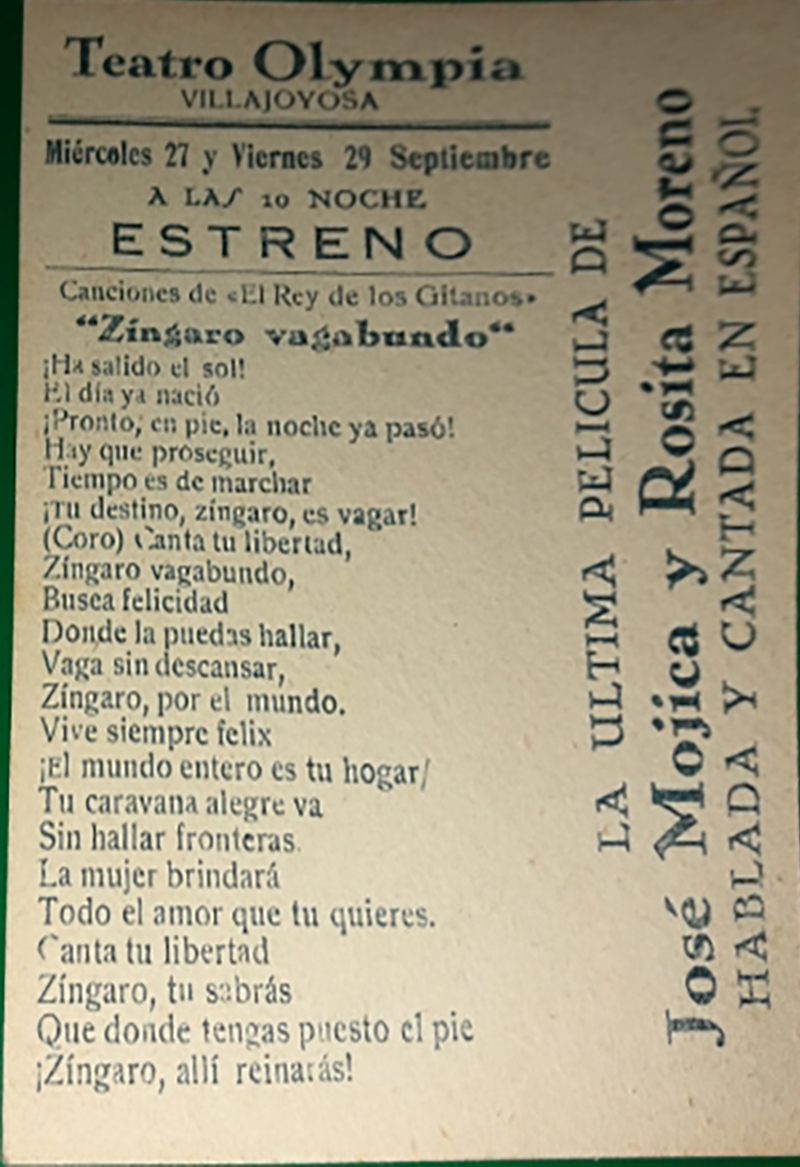 Teatro Olympia
VILLAJOYOSA
Miércoles 27 y Viernes 29 Septiembre
A LAS 10 NOCHE
ESTRENO
Canciones de «El Rey de los Gitanos»
“Zíngaro vagabundo“
¡Ha salido el sol!
El día ya nació
¡Pronto, en pie, la noche ya pasó!
Hay que proseguir,
Tiempo es de marchar
¡Tu destino, zíngaro, es vagar!
(Coro) Canta tu libertad,
Zíngaro vagabundo,
Busca felicidad
Donde la puedas hallar,
Vaga sin descansar,
Zíngaro, por el mundo.
Vive siempre felix
¡El mundo entero es tu hogar/
Tu caravana alegre va
Sin hallar fronteras
La mujer brindará
Todo el amor que tu quieres.
Canta tu libertad
Zíngaro, tu sabrás
Que donde tengas puesto el pie
¡Zíngaro, allí reinarás!
LA ULTIMA PELICULA DE
José Mojica y Rosita Moreno
HABLADA Y CANTADA EN ESPAÑOL